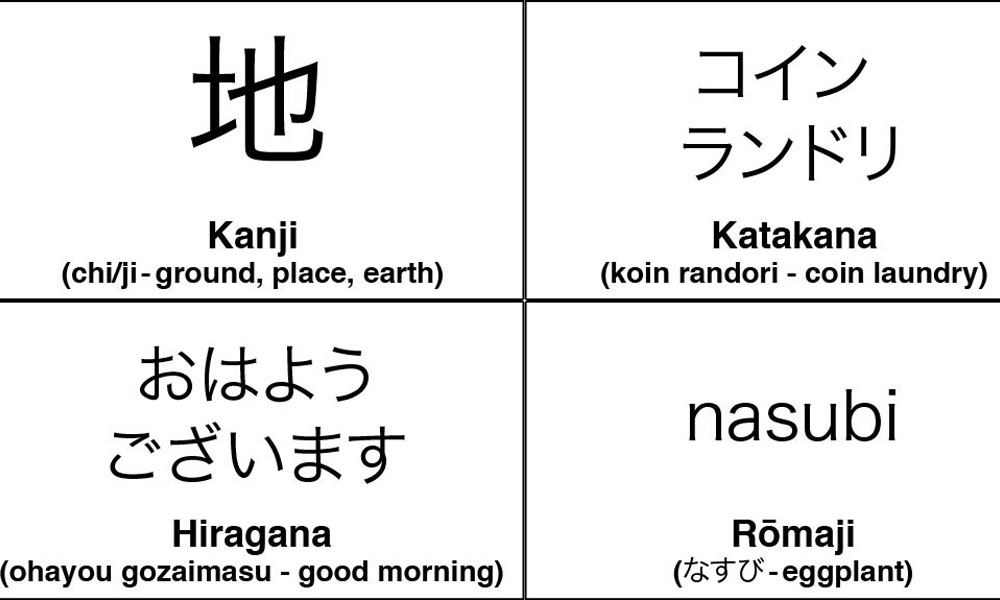 地
Kanji
(chi/ji - ground, place, earth)
コイン
ランドリ
Katakana
(koin randori - coin laundry)
おはよう
ございます
Hiragana
(ohayou gozaimasu - good morning)
nasubi
Rōmaji
(なすび - eggplant)